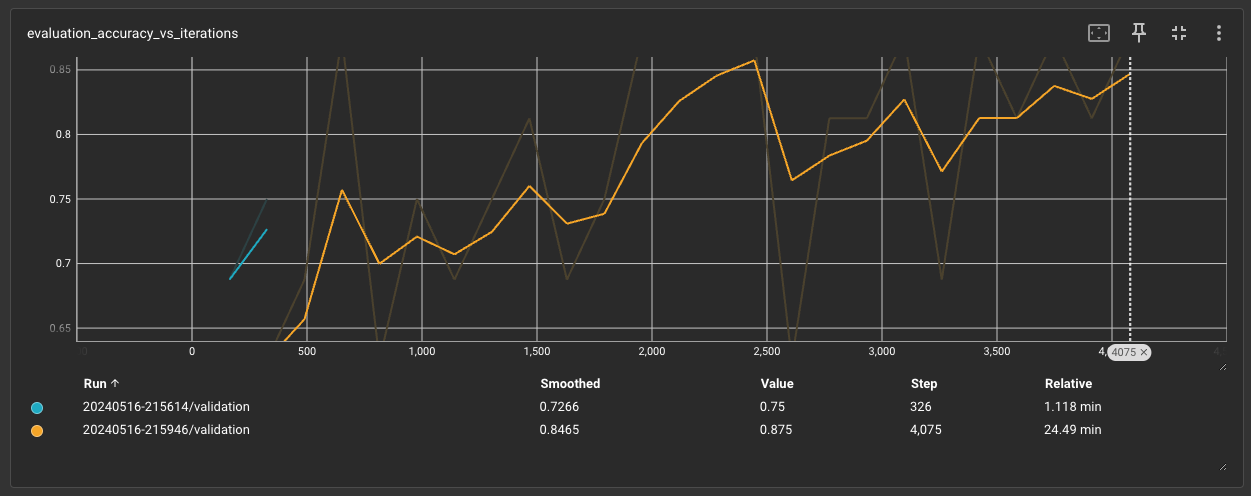 evaluation_accuracy_vs_iterations
0.85
0.8
0.75
0.7
0.65
0 0 500 1,000 1,500 2,000 2,500 3,000 3,500 4075 ×
Run ↑ Smoothed Value Step Relative
20240516-215614/validation 0.7266 0.75 326 1.118 min
20240516-215946/validation 0.8465 0.875 4,075 24.49 min